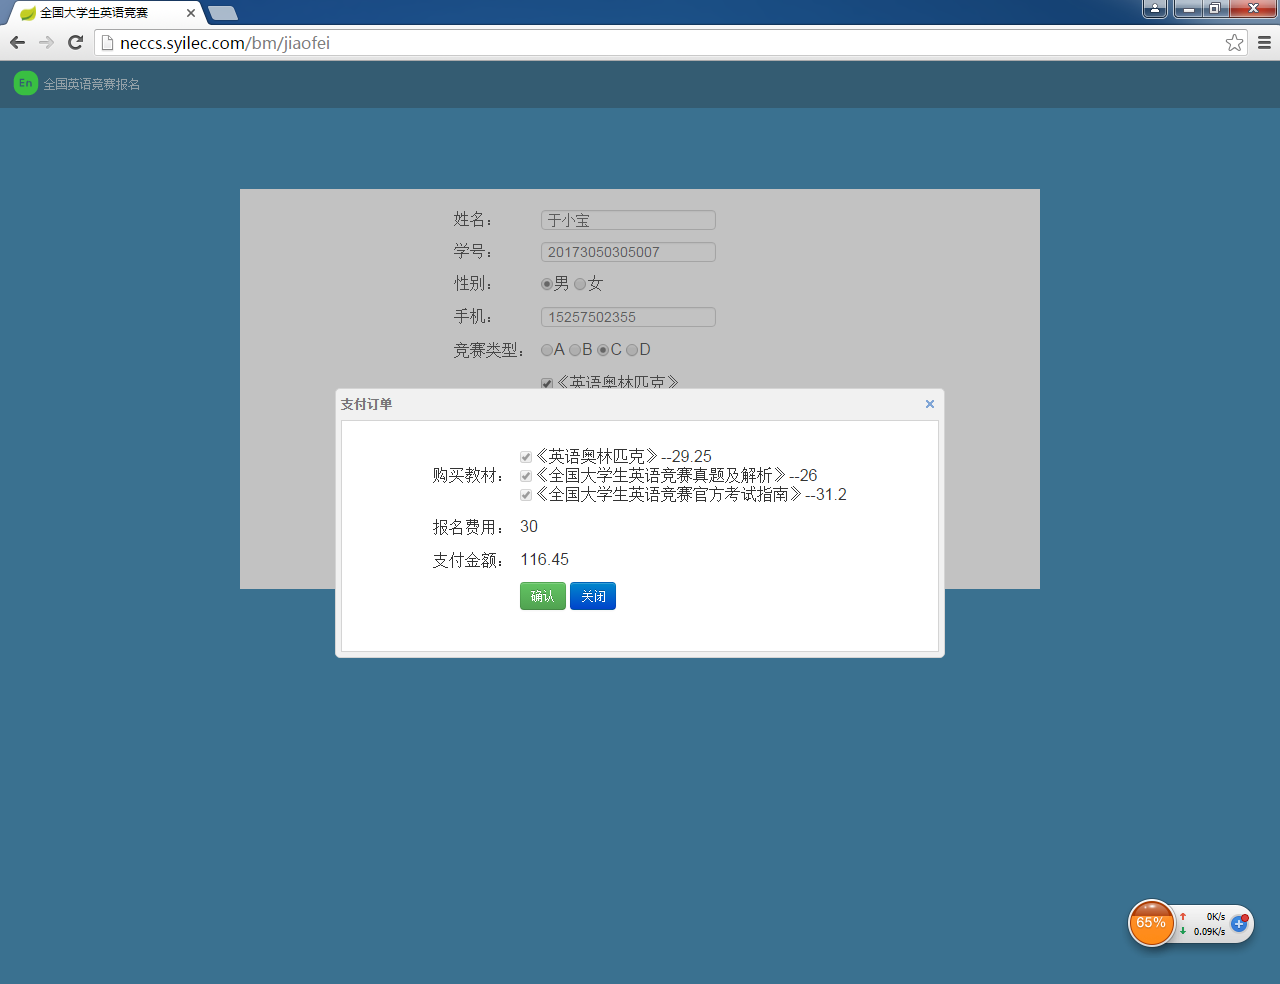 全国大学生英语竞赛
neccs.syilec.com/bm/jiaofei
En 全国英语竞赛报名
姓名： 于小宝
学号： 20173050305007
性别： 男 女
手机： 15257502355
竞赛类型： A B C D
《英语奥林匹克》
支付订单
《英语奥林匹克》--29.25
购买教材： 《全国大学生英语竞赛真题及解析》--26
《全国大学生英语竞赛官方考试指南》--31.2
报名费用： 30
支付金额： 116.45
确认 关闭
65%
0K/s
0.09K/s